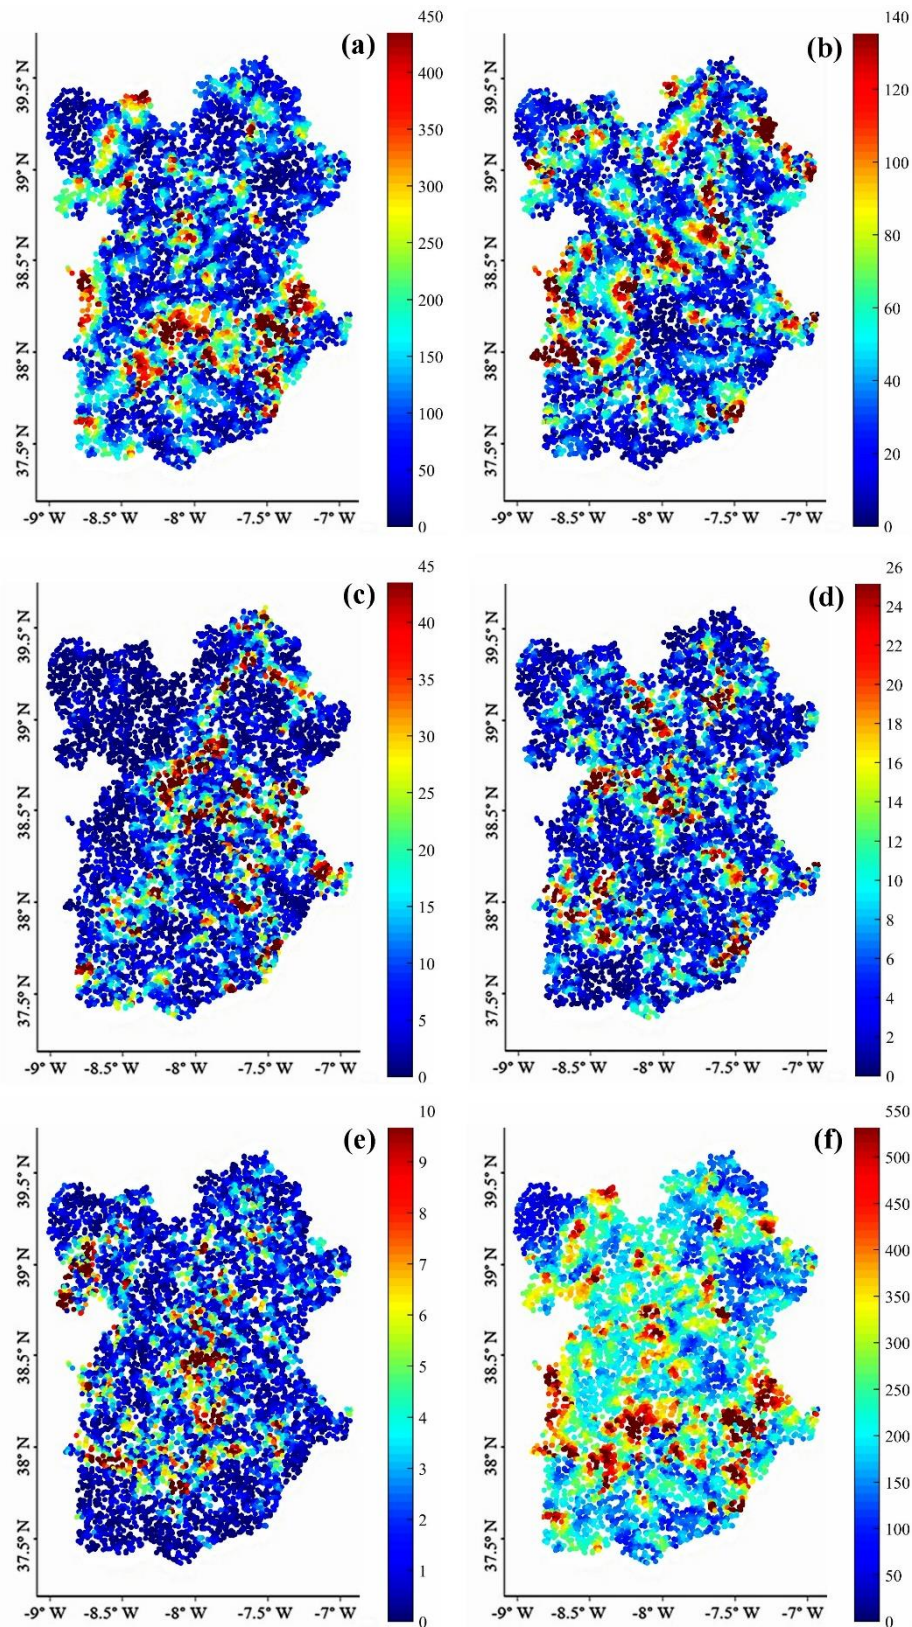 (a)
450
400
350
300
250
200
150
100
50
0
39.5° N
39° N
38.5° N
38° N
37.5° N
-9° W -8.5° W -8° W -7.5° W -7° W
(b)
140
120
100
80
60
40
20
0
39.5° N
39° N
38.5° N
38° N
37.5° N
-9° W -8.5° W -8° W -7.5° W -7° W
(c)
45
40
35
30
25
20
15
10
5
0
39.5° N
39° N
38.5° N
38° N
37.5° N
-9° W -8.5° W -8° W -7.5° W -7° W
(d)
26
24
22
20
18
16
14
12
10
8
6
4
2
0
39.5° N
39° N
38.5° N
38° N
37.5° N
-9° W -8.5° W -8° W -7.5° W -7° W
(e)
10
9
8
7
6
5
4
3
2
1
0
39.5° N
39° N
38.5° N
38° N
37.5° N
-9° W -8.5° W -8° W -7.5° W -7° W
(f)
550
500
450
400
350
300
250
200
150
100
50
0
39.5° N
39° N
38.5° N
38° N
37.5° N
-9° W -8.5° W -8° W -7.5° W -7° W